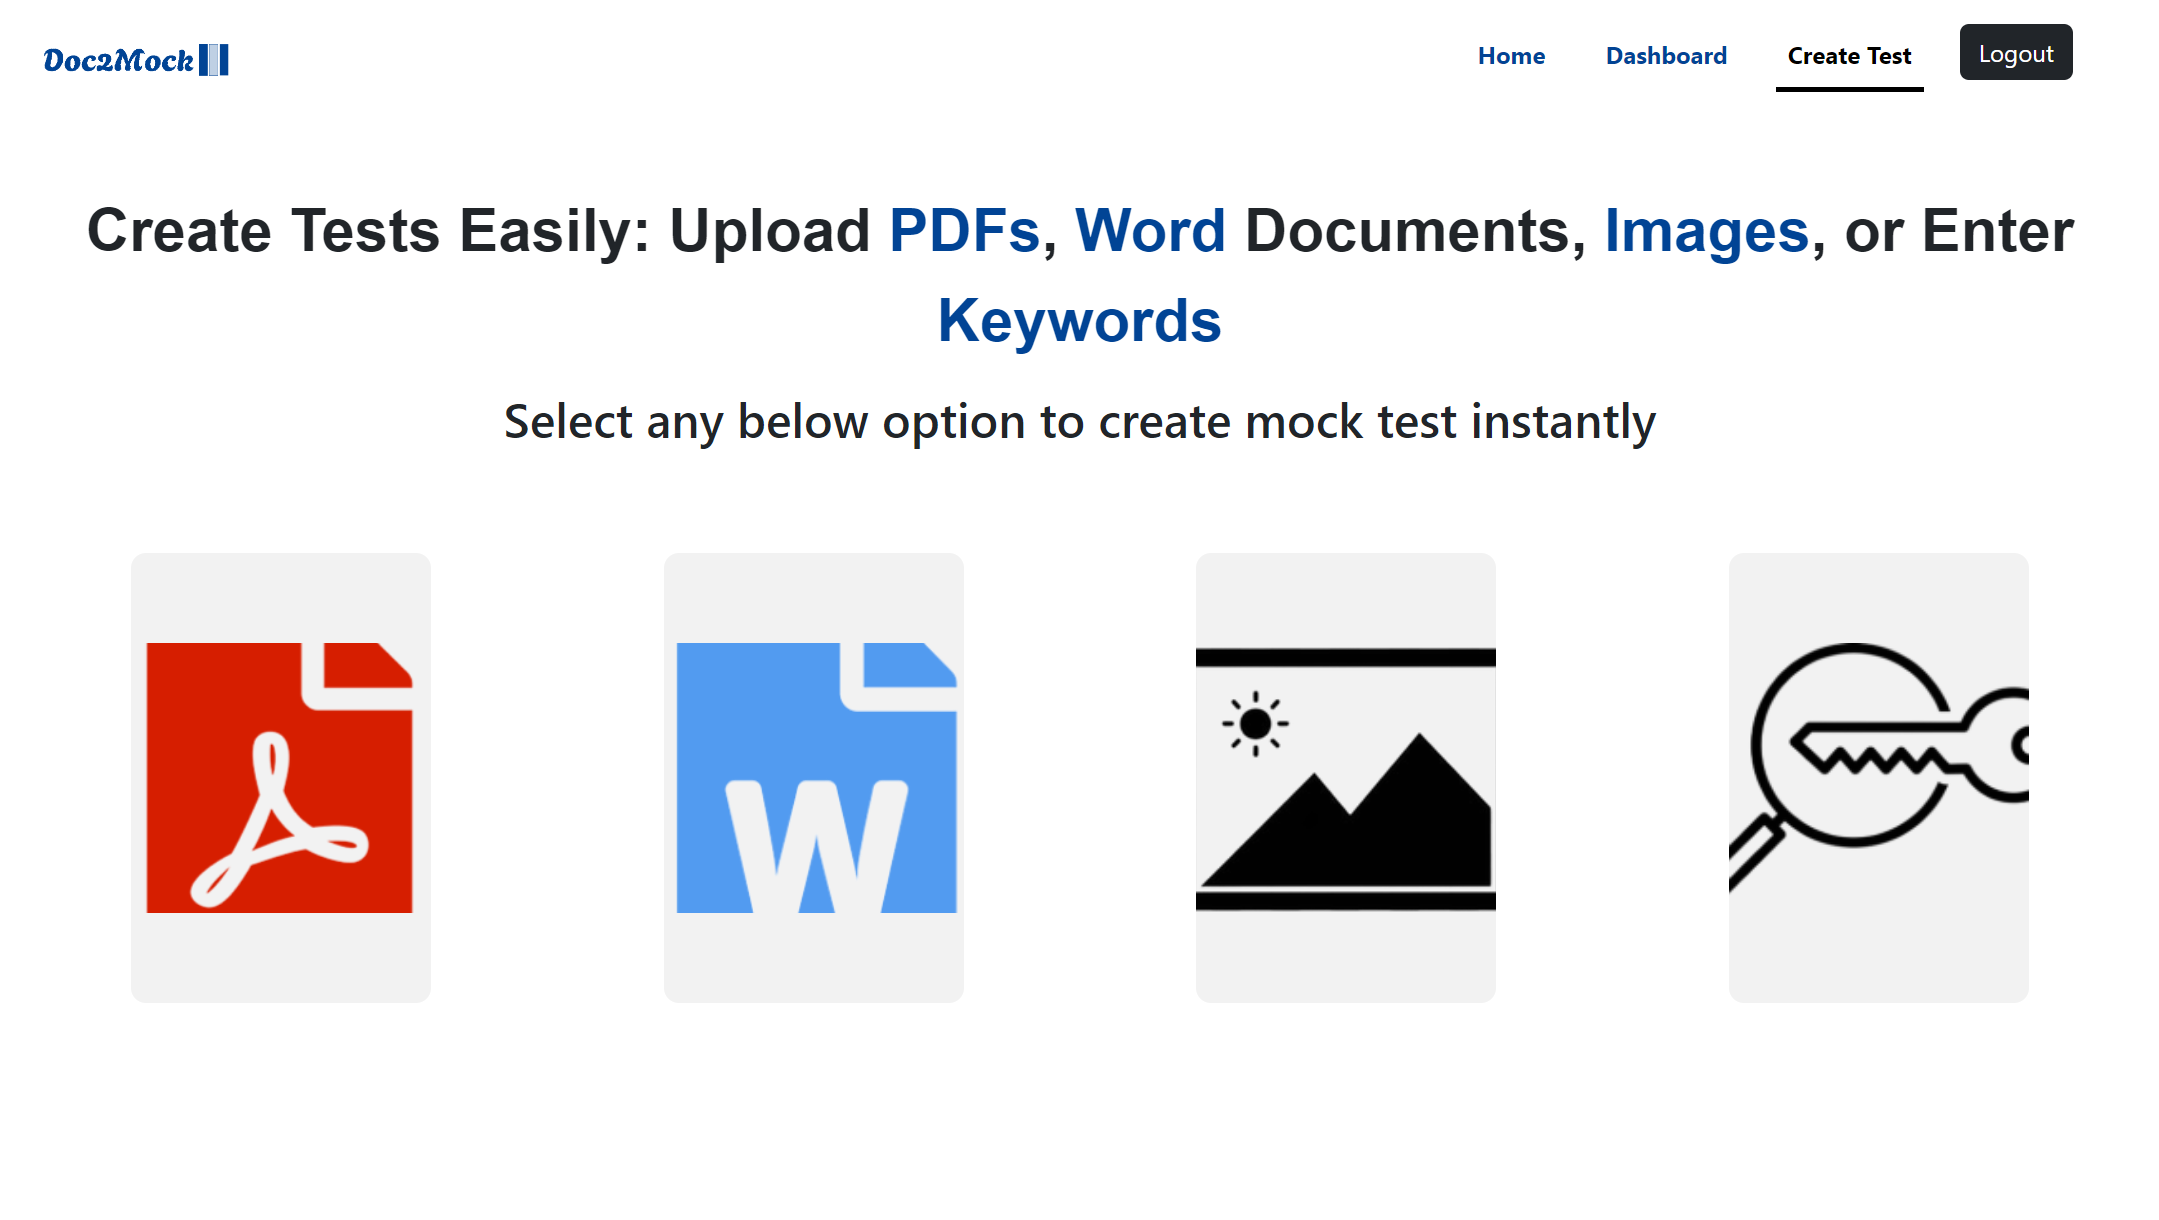 Doc2Mock
Home
Dashboard
Create Test
Logout
Create Tests Easily: Upload PDFs, Word Documents, Images, or Enter
Keywords
Select any below option to create mock test instantly
W